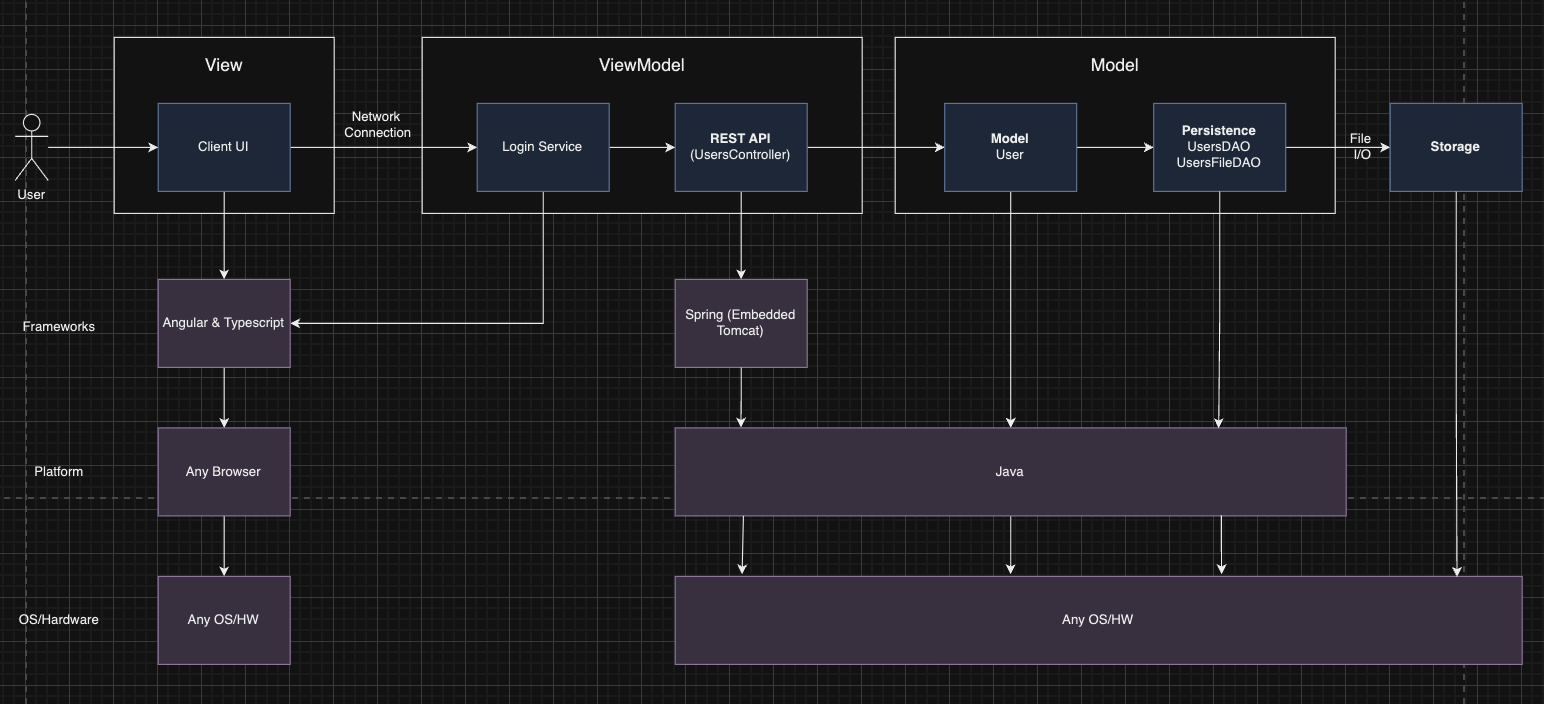 View
ViewModel
Model
Network
Connection
Client UI
Login Service
REST API
(UsersController)
Model
User
Persistence
UsersDAO
UsersFileDAO
File
I/O
Storage
User
Frameworks
Angular & Typescript
Spring (Embedded
Tomcat)
Platform
Any Browser
Java
OS/Hardware
Any OS/HW
Any OS/HW